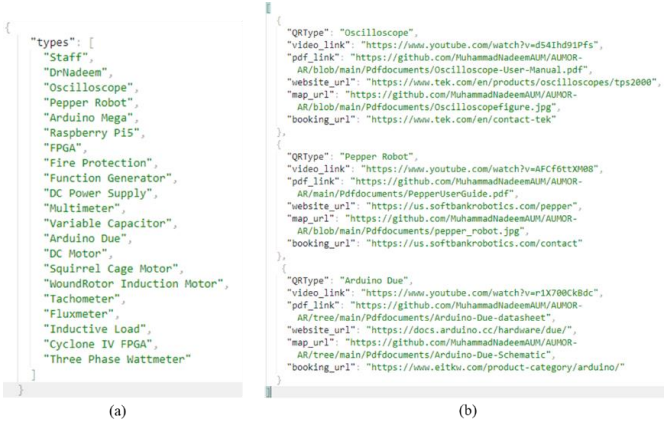 {
"types": [
"Staff",
"DrNadeem",
"Oscilloscope",
"Pepper Robot",
"Arduino Mega",
"Raspberry Pi5",
"FPGA",
"Fire Protection",
"Function Generator",
"DC Power Supply",
"Multimeter",
"Variable Capacitor",
"Arduino Due",
"DC Motor",
"Squirrel Cage Motor",
"WoundRotor Induction Motor",
"Tachometer",
"Fluxmeter",
"Inductive Load",
"Cyclone IV FPGA",
"Three Phase Wattmeter"
]
}
(a)
[
{
"QRType": "Oscilloscope",
"video_link": "https://www.youtube.com/watch?v=d54Ihd91Pfs",
"pdf_link": "https://github.com/MuhammadNadeemAUM/AUMOR-
AR/blob/main/Pdfdocuments/Oscilloscope-User-Manual.pdf",
"website_url": "https://www.tek.com/en/products/oscilloscopes/tps2000",
"map_url": "https://github.com/MuhammadNadeemAUM/AUMOR-
AR/blob/main/Pdfdocuments/Oscilloscopefigure.jpg",
"booking_url": "https://www.tek.com/en/contact-tek"
},
{
"QRType": "Pepper Robot",
"video_link": "https://www.youtube.com/watch?v=AFCf6ttXM08",
"pdf_link": "https://github.com/MuhammadNadeemAUM/AUMOR-
AR/main/Pdfdocuments/PepperUserGuide.pdf",
"website_url": "https://us.softbankrobotics.com/pepper",
"map_url": "https://github.com/MuhammadNadeemAUM/AUMOR-
AR/blob/main/Pdfdocuments/pepper_robot.jpg",
"booking_url": "https://us.softbankrobotics.com/contact"
},
{
"QRType": "Arduino Due",
"video_link": "https://www.youtube.com/watch?v=r1X700CkBdc",
"pdf_link": "https://github.com/MuhammadNadeemAUM/AUMOR-
AR/tree/main/Pdfdocuments/Arduino-Due-datasheet",
"website_url": "https://docs.arduino.cc/hardware/due/",
"map_url": "https://github.com/MuhammadNadeemAUM/AUMOR-
AR/tree/main/Pdfdocuments/Arduino-Due-Schematic",
"booking_url": "https://www.eitkw.com/product-category/arduino/"
}
]
(b)